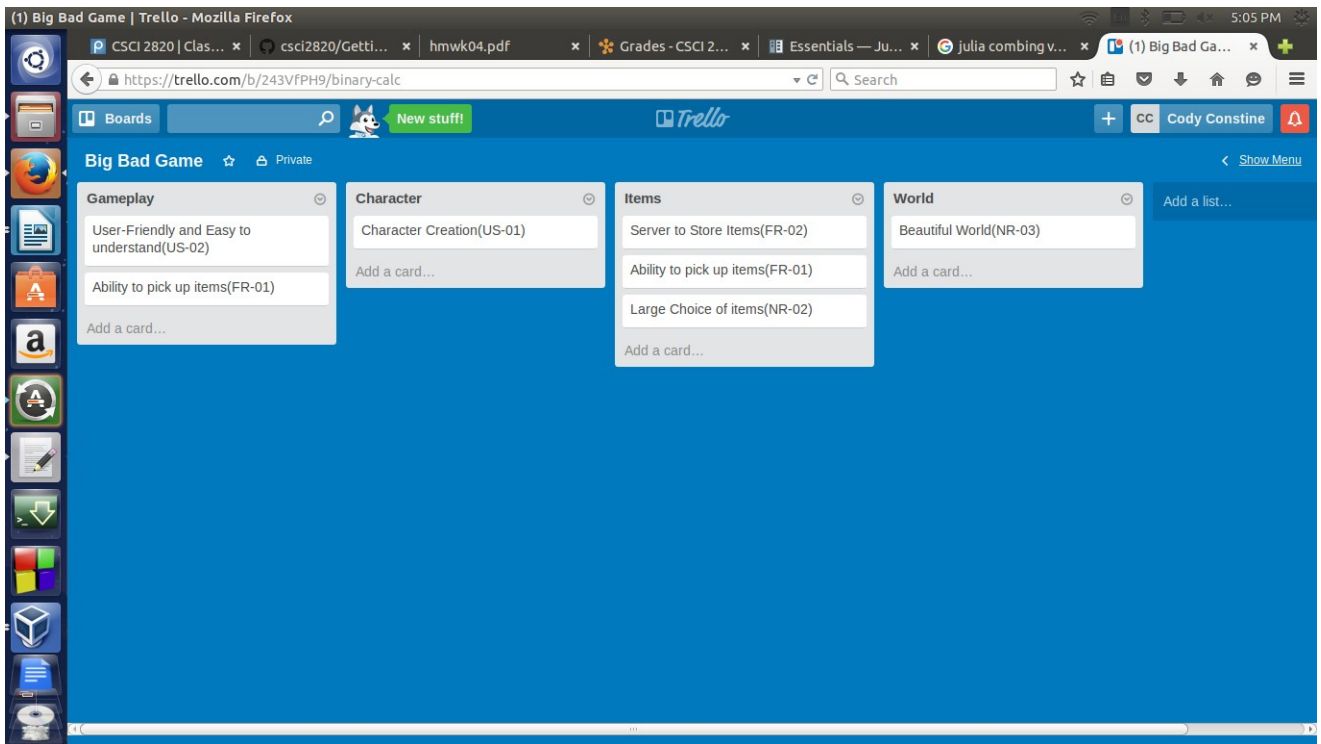 (1) Big Bad Game | Trello - Mozilla Firefox
5:05 PM
CSCI 2820 | Clas...
csci2820/Getti...
hmwk04.pdf
Grades - CSCI 2...
Essentials — Ju...
julia combing v...
(1) Big Bad Ga...
https://trello.com/b/243VfPH9/binary-calc
Search
Boards
New stuff!
Trello
CC Cody Constine
Big Bad Game
Private
Show Menu
Gameplay
User-Friendly and Easy to
understand(US-02)
Ability to pick up items(FR-01)
Add a card...
Character
Character Creation(US-01)
Add a card...
Items
Server to Store Items(FR-02)
Ability to pick up items(FR-01)
Large Choice of items(NR-02)
Add a card...
World
Beautiful World(NR-03)
Add a card...
Add a list...